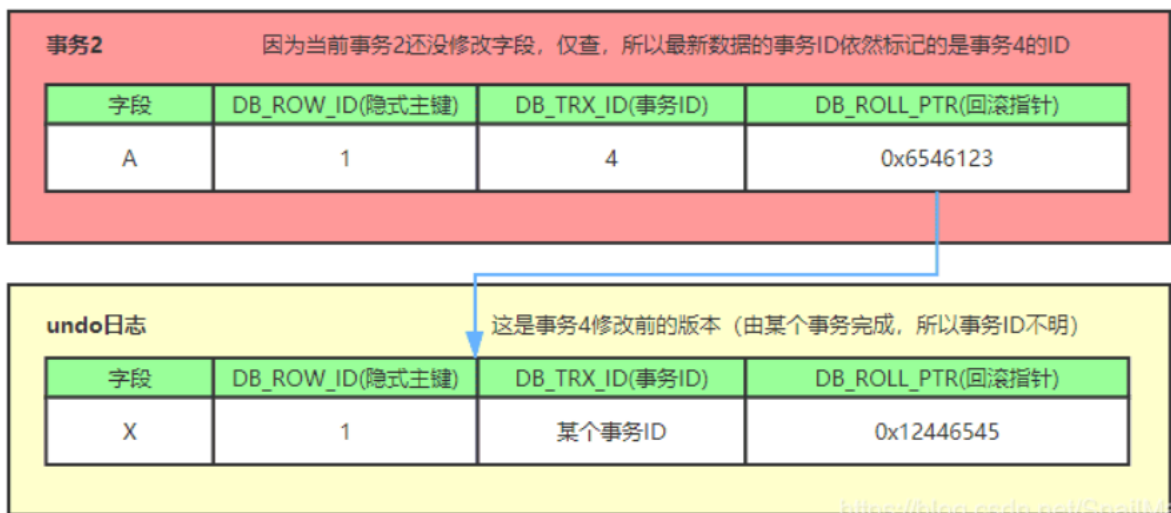 事务2
因为当前事务2还没修改字段，仅查，所以最新数据的事务ID依然标记的是事务4的ID
字段 DB_ROW_ID(隐式主键) DB_TRX_ID(事务ID) DB_ROLL_PTR(回滚指针)
A 1 4 0x6546123
undo日志
这是事务4修改前的版本（由某个事务完成，所以事务ID不明）
字段 DB_ROW_ID(隐式主键) DB_TRX_ID(事务ID) DB_ROLL_PTR(回滚指针)
X 1 某个事务ID 0x12446545